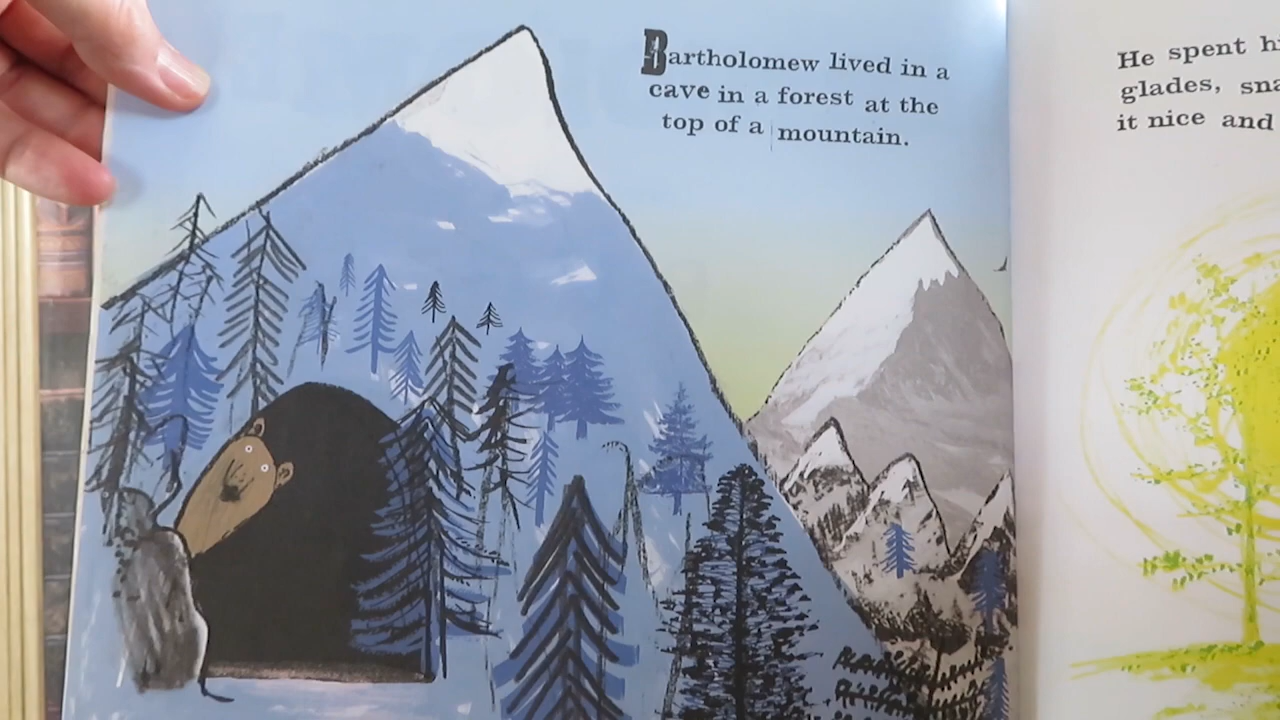 Bartholomew lived in a
cave in a forest at the
top of a mountain.
He spent
glades,
it nice and